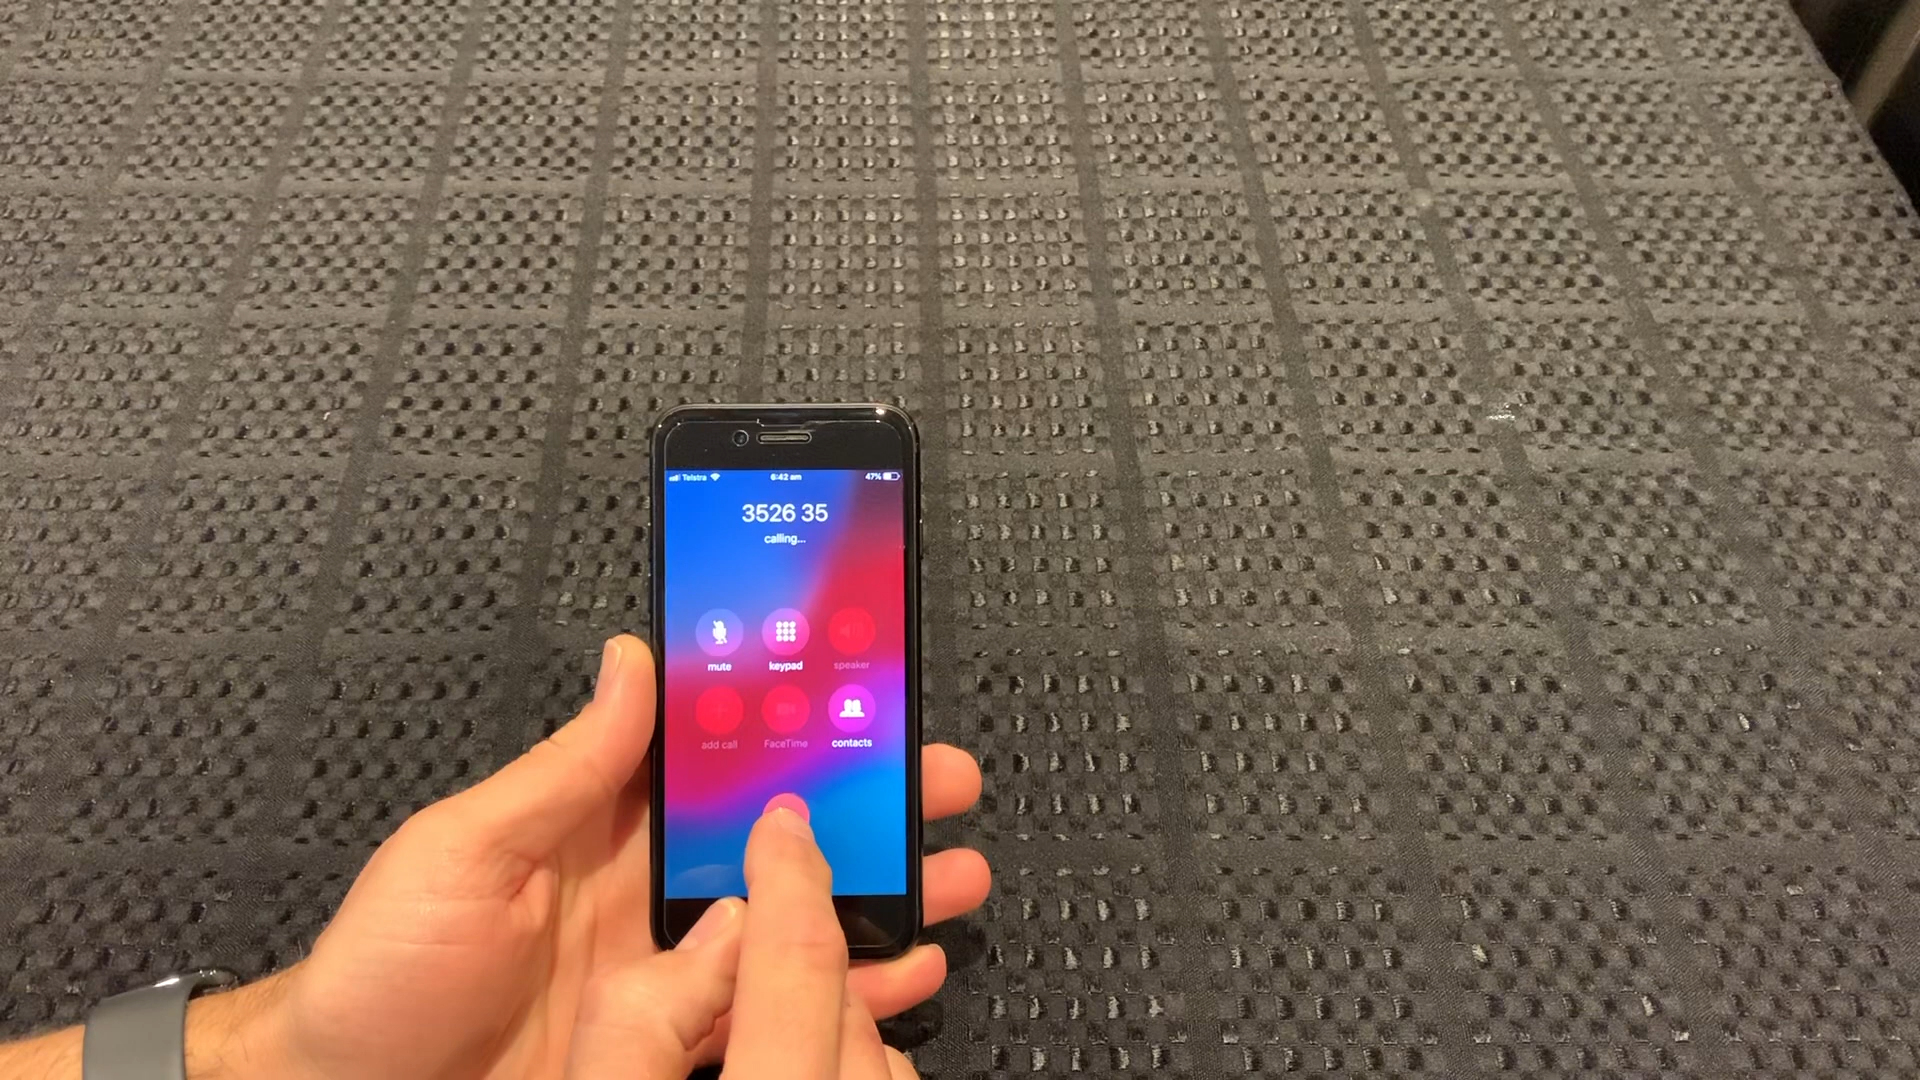 Telstra 6:42 am 47%
3526 35
calling...
mute keypad speaker
add call FaceTime contacts